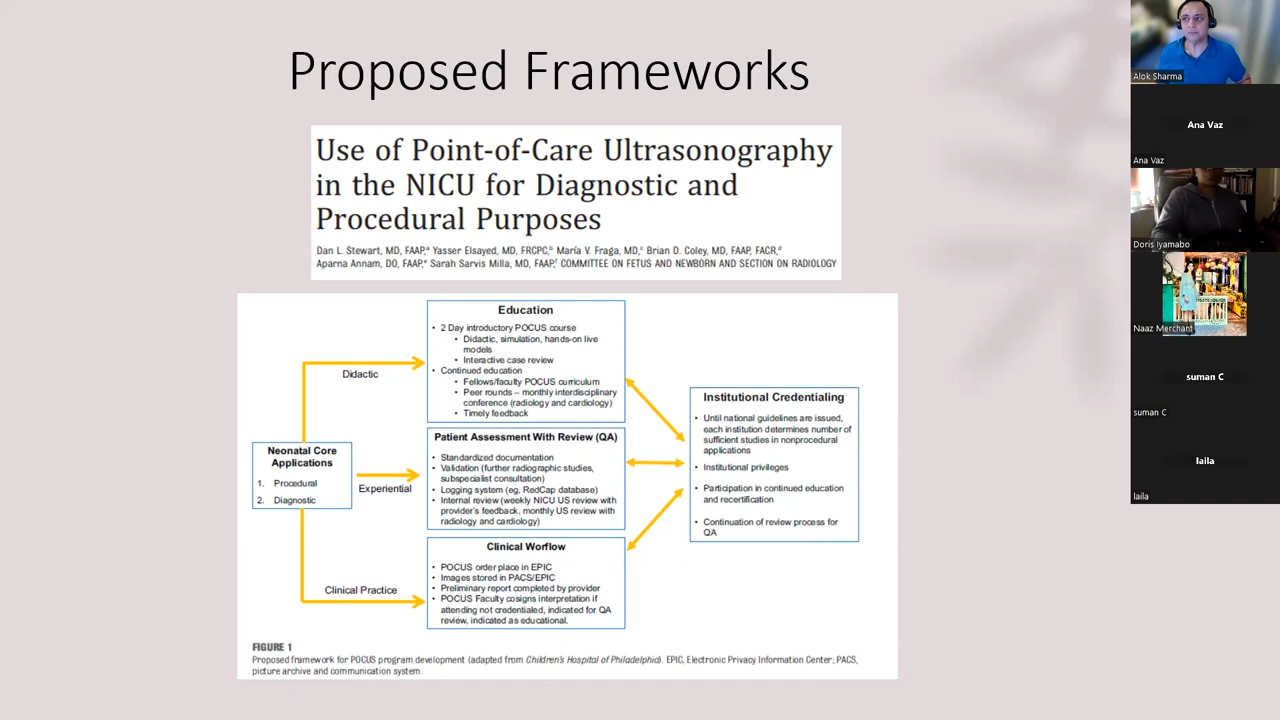 Proposed Frameworks
Use of Point-of-Care Ultrasonography
in the NICU for Diagnostic and
Procedural Purposes
Dan L. Stewart, MD, FAAP,ᵃ Yasser Elsayed, MD, FRCPC,ᵇ María V. Fraga, MD,ᶜ Brian D. Coley, MD, FAAP, FACR,ᵈ
Aparna Annam, DO, FAAP,ᵉ Sarah Sarvis Milla, MD, FAAP,ᶠ COMMITTEE ON FETUS AND NEWBORN AND SECTION ON RADIOLOGY
Neonatal Core
Applications
1. Procedural
2. Diagnostic
Didactic
Experiential
Clinical Practice
Education
• 2 Day introductory POCUS course
• Didactic, simulation, hands-on live
models
• Interactive case review
• Continued education
• Fellows/faculty POCUS curriculum
• Peer rounds – monthly interdisciplinary
conference (radiology and cardiology)
• Timely feedback
Patient Assessment With Review (QA)
• Standardized documentation
• Validation (further radiographic studies,
subspecialist consultation)
• Logging system (eg, RedCap database)
• Internal review (weekly NICU US review with
provider's feedback, monthly US review with
radiology and cardiology)
Clinical Worflow
• POCUS order place in EPIC
• Images stored in PACS/EPIC
• Preliminary report completed by provider
• POCUS Faculty cosigns interpretation if
attending not credentialed, indicated for QA
review, indicated as educational.
Institutional Credentialing
• Until national guidelines are issued,
each institution determines number of
sufficient studies in nonprocedural
applications
• Institutional privileges
• Participation in continued education
and recertification
• Continuation of review process for
QA
FIGURE 1
Proposed framework for POCUS program development (adapted from Children's Hospital of Philadelphia). EPIC, Electronic Privacy Information Center; PACS,
picture archive and communication system.
Alok Sharma
Ana Vaz
Ana Vaz
Doris Iyamabo
Naaz Merchant
suman C
suman C
laila
laila